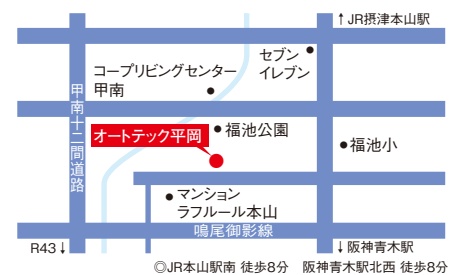 ↑JR摂津本山駅
セブン
イレブン
コープリビングセンター
甲南
甲南十二間道路
オートテック平岡
福池公園
福池小
マンション
ラフルール本山
鳴尾御影線
R43↓
↓阪神青木駅
◎JR本山駅南 徒歩8分 阪神青木駅北西 徒歩8分